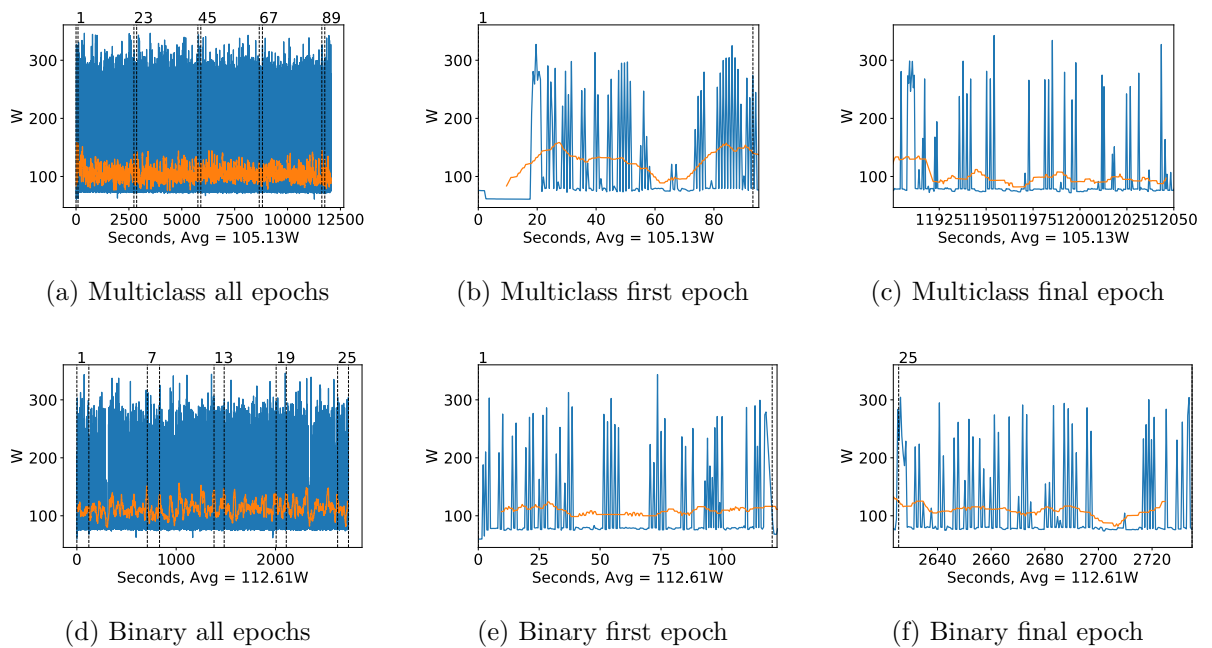 1 23 45 67 89
300
200
100
W
0 2500 5000 7500 10000 12500
Seconds, Avg = 105.13W
(a) Multiclass all epochs
1
300
200
100
W
0 20 40 60 80
Seconds, Avg = 105.13W
(b) Multiclass first epoch
300
200
100
W
11925 11950 11975 12000 12025 12050
Seconds, Avg = 105.13W
(c) Multiclass final epoch
1 7 13 19 25
300
200
100
W
0 1000 2000
Seconds, Avg = 112.61W
(d) Binary all epochs
1
300
200
100
W
0 25 50 75 100
Seconds, Avg = 112.61W
(e) Binary first epoch
25
300
200
100
W
2640 2660 2680 2700 2720
Seconds, Avg = 112.61W
(f) Binary final epoch